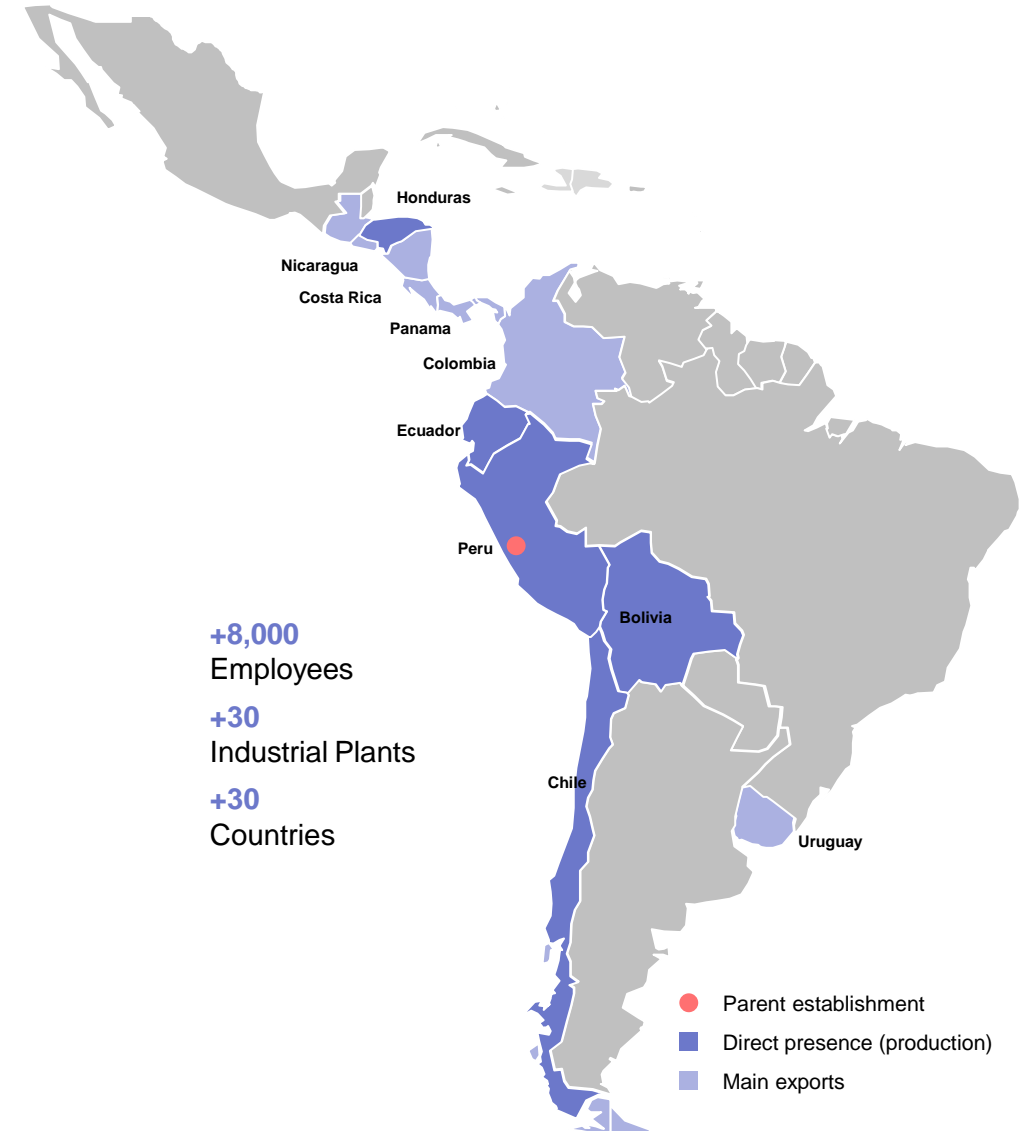 Honduras
Nicaragua
Costa Rica
Panama
Colombia
Ecuador
Peru
Bolivia
+8,000
Employees
+30
Industrial Plants
+30
Countries
Chile
Uruguay
Parent establishment
Direct presence (production)
Main exports